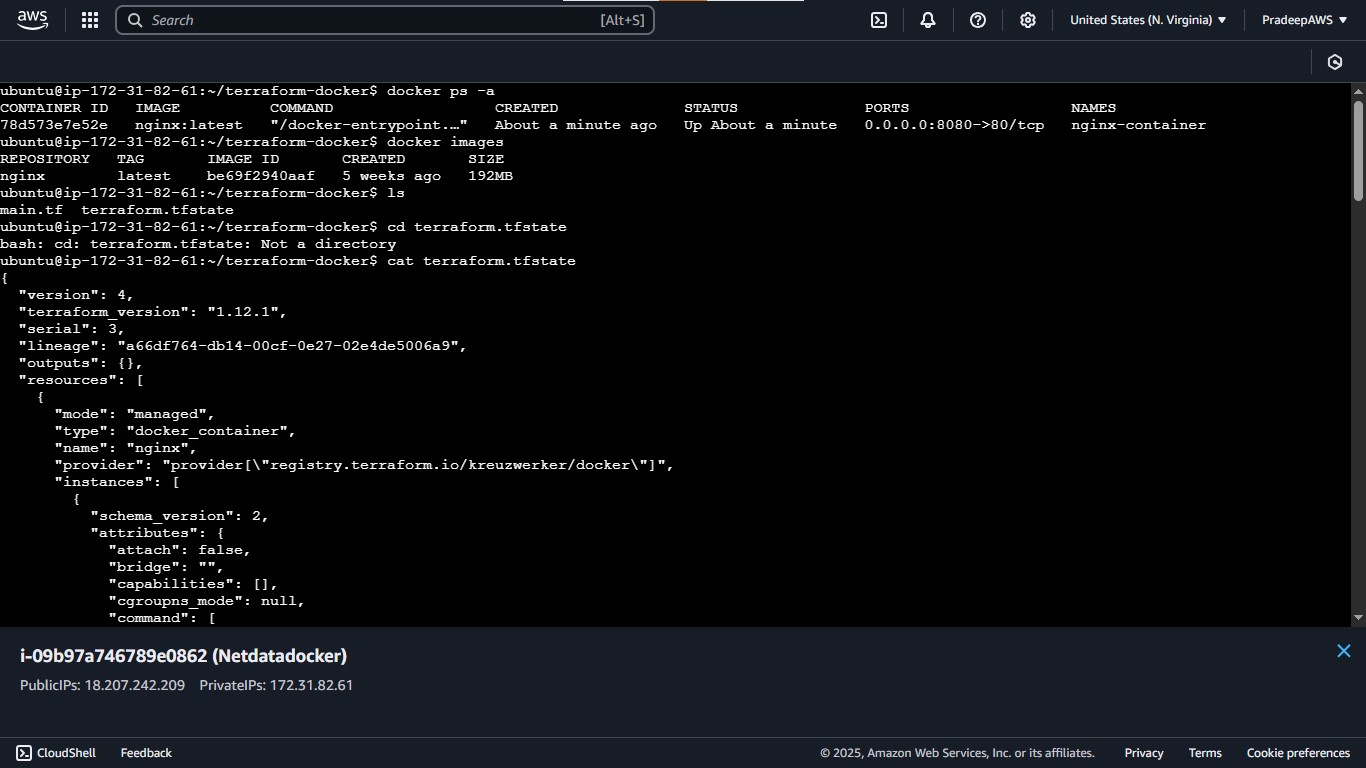 aws
Search [Alt+S]
United States (N. Virginia) ▼
PradeepAWS ▼
ubuntu@ip-172-31-82-61:~/terraform-docker$ docker ps -a
CONTAINER ID   IMAGE          COMMAND                  CREATED              STATUS              PORTS                  NAMES
78d573e7e52e   nginx:latest   "/docker-entrypoint.…"   About a minute ago   Up About a minute   0.0.0.0:8080->80/tcp   nginx-container
ubuntu@ip-172-31-82-61:~/terraform-docker$ docker images
REPOSITORY   TAG       IMAGE ID       CREATED       SIZE
nginx        latest    be69f2940aaf   5 weeks ago   192MB
ubuntu@ip-172-31-82-61:~/terraform-docker$ ls
main.tf  terraform.tfstate
ubuntu@ip-172-31-82-61:~/terraform-docker$ cd terraform.tfstate
bash: cd: terraform.tfstate: Not a directory
ubuntu@ip-172-31-82-61:~/terraform-docker$ cat terraform.tfstate
{
  "version": 4,
  "terraform_version": "1.12.1",
  "serial": 3,
  "lineage": "a66df764-db14-00cf-0e27-02e4de5006a9",
  "outputs": {},
  "resources": [
    {
      "mode": "managed",
      "type": "docker_container",
      "name": "nginx",
      "provider": "provider[\"registry.terraform.io/kreuzwerker/docker\"]",
      "instances": [
        {
          "schema_version": 2,
          "attributes": {
            "attach": false,
            "bridge": "",
            "capabilities": [],
            "cgroupns_mode": null,
            "command": [
i-09b97a746789e0862 (Netdatadocker)
PublicIPs: 18.207.242.209   PrivateIPs: 172.31.82.61
CloudShell   Feedback   © 2025, Amazon Web Services, Inc. or its affiliates.   Privacy   Terms   Cookie preferences